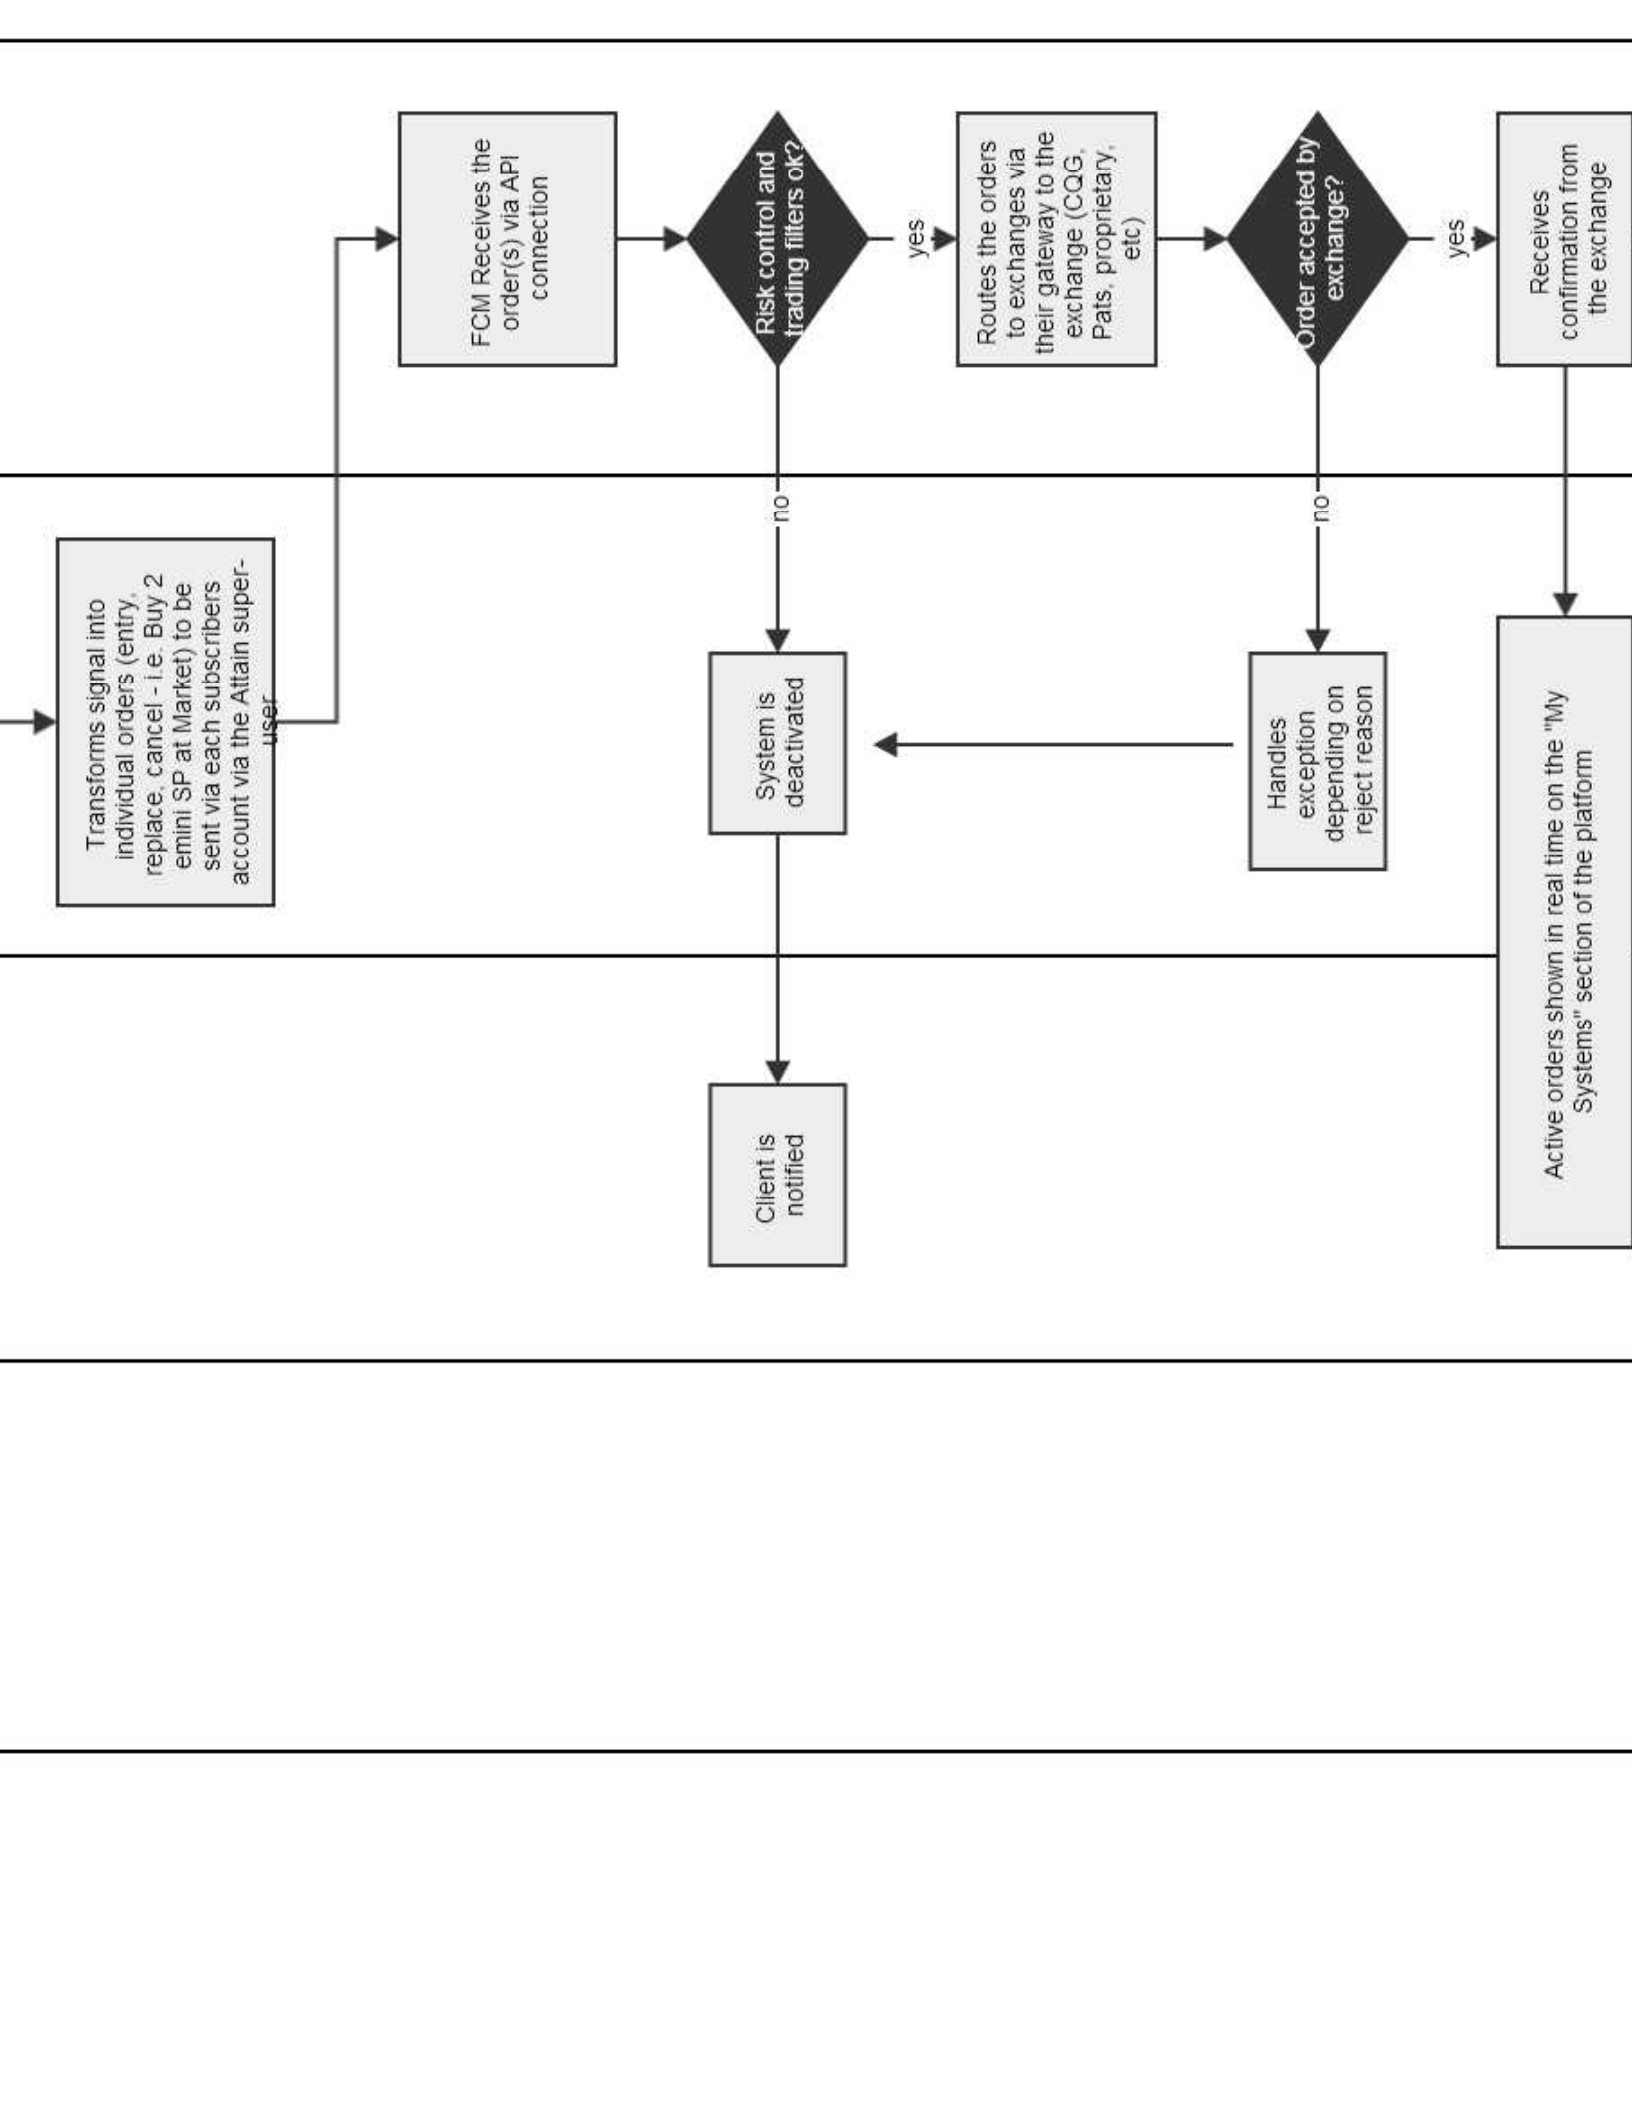 Transforms signal into
individual orders (entry,
replace, cancel - i.e. Buy 2
emini SP at Market) to be
sent via each subscribers
account via the Attain super-
user
FCM Receives the
order(s) via API
connection
Risk control and
trading filters ok?
no
System is
deactivated
Client is
notified
yes
Routes the orders
to exchanges via
their gateway to the
exchange (CQG,
Pats, proprietary,
etc)
Order accepted by
exchange?
no
Handles
exception
depending on
reject reason
yes
Receives
confirmation from
the exchange
Active orders shown in real time on the "My
Systems" section of the platform